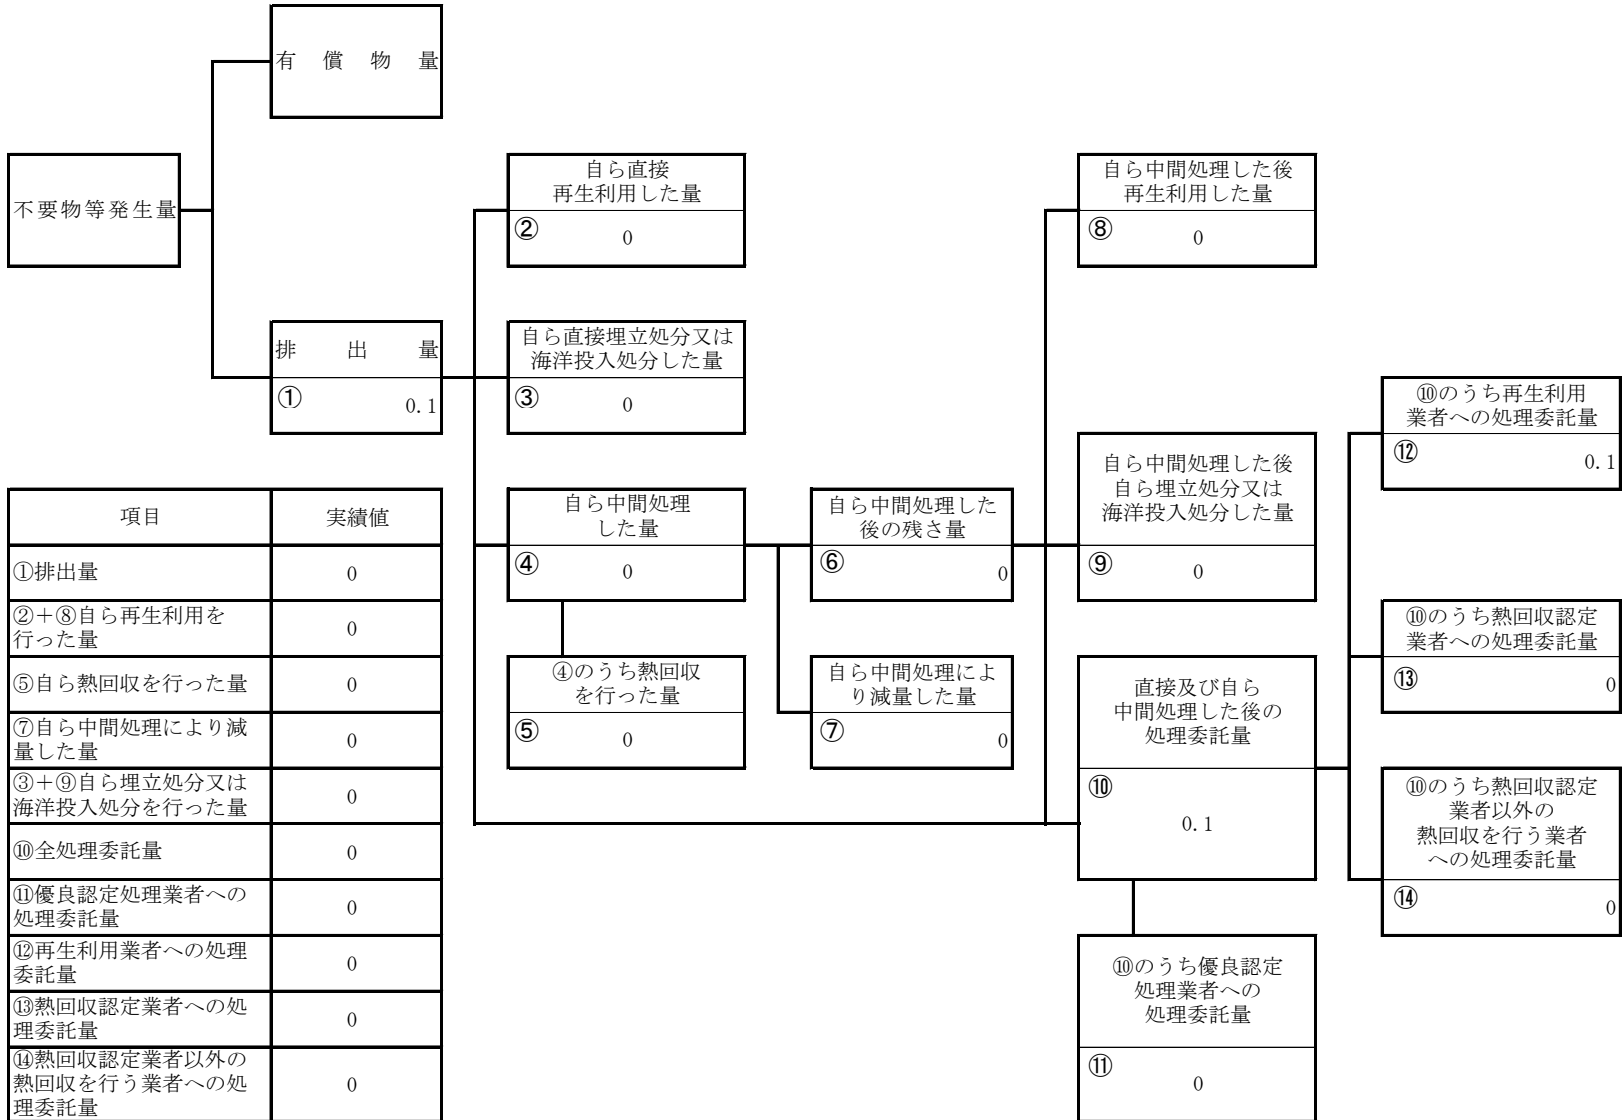 有償物量
不要物等発生量
自ら直接
再生利用した量
② 0
自ら中間処理した後
再生利用した量
⑧ 0
排出量
① 0.1
自ら直接埋立処分又は
海洋投入処分した量
③ 0
⑩のうち再生利用
業者への処理委託量
⑫ 0.1
自ら中間処理した後
自ら埋立処分又は
海洋投入処分した量
⑨ 0
自ら中間処理
した量
④ 0
自ら中間処理した
後の残さ量
⑥ 0
⑩のうち熱回収認定
業者への処理委託量
⑬ 0
④のうち熱回収
を行った量
⑤ 0
自ら中間処理によ
り減量した量
⑦ 0
直接及び自ら
中間処理した後の
処理委託量
⑩
0.1
⑩のうち熱回収認定
業者以外の
熱回収を行う業者
への処理委託量
⑭ 0
⑩のうち優良認定
処理業者への
処理委託量
⑪ 0
項目 実績値
①排出量 0
②+⑧自ら再生利用を
行った量 0
⑤自ら熱回収を行った量 0
⑦自ら中間処理により減
量した量 0
③+⑨自ら埋立処分又は
海洋投入処分を行った量 0
⑩全処理委託量 0
⑪優良認定処理業者への
処理委託量 0
⑫再生利用業者への処理
委託量 0
⑬熱回収認定業者への処
理委託量 0
⑭熱回収認定業者以外の
熱回収を行う業者への処
理委託量 0